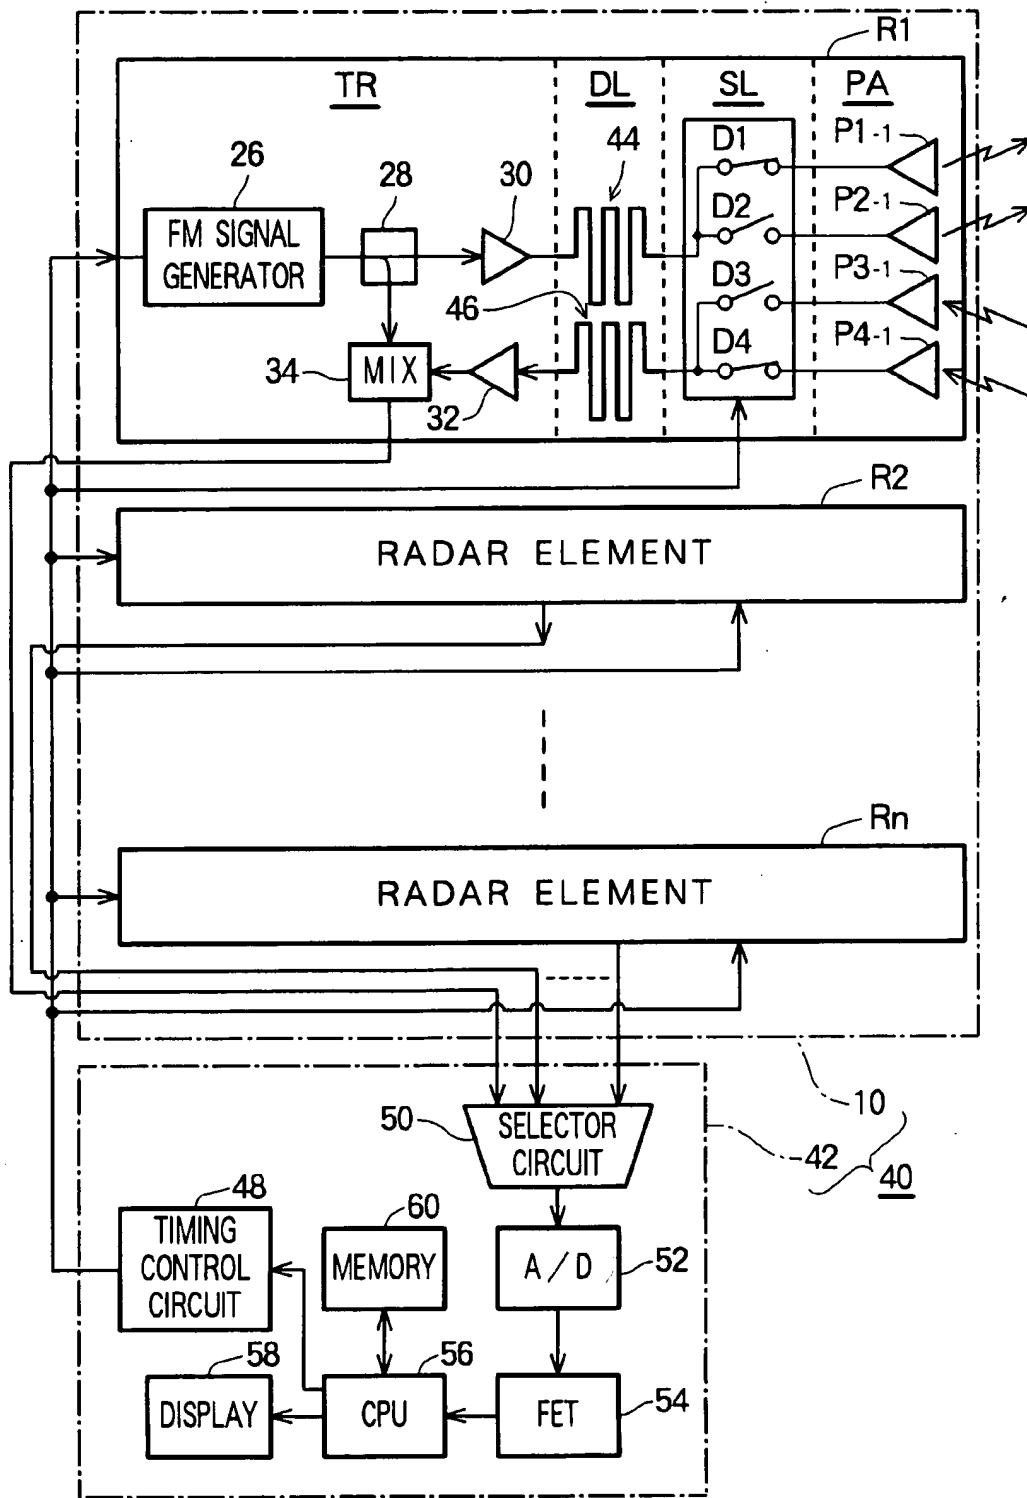 R1
TR
DL
SL
PA
26
28
30
44
D1
P1-1
FM SIGNAL
GENERATOR
D2
P2-1
D3
P3-1
46
D4
P4-1
34
MIX
32
R2
RADAR ELEMENT
Rn
RADAR ELEMENT
10
50
SELECTOR
CIRCUIT
42
40
48
TIMING
CONTROL
CIRCUIT
60
MEMORY
A/D
52
58
DISPLAY
56
CPU
FET
54